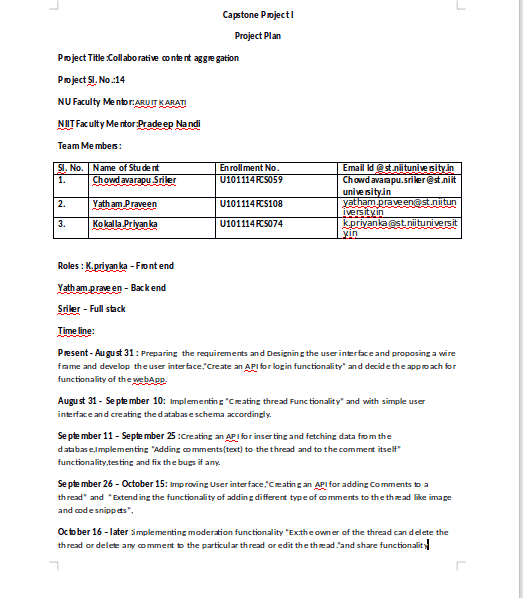 Capstone Project I
Project Plan
Project Title:Collaborative content aggregation
Project Sl. No.:14
NU Faculty Mentor:ARIJIT KARATI
NIIT Faculty Mentor:Pradeep Nandi
Team Members:
Sl. No. Name of Student Enrollment No. Email Id @st.niituniversity.in
1. Chowdavarapu.Sriker U101114FCS059 Chowdavarapu.sriker@st.niit
university.in
2. Yatham.Praveen U101114FCS108 yatham.praveen@st.niitun
iversity.in
3. Kokalla.Priyanka U101114FCS074 k.priyanka@st.niituniversit
y.in
Roles : K.priyanka – Front end
Yatham.praveen – Back end
Sriker – Full stack
Timeline:
Present - August 31 : Preparing the requirements and Designing the user interface and proposing a wire
frame and develop the user interface,"Create an API for login functionality" and decide the approach for
functionality of the webApp.
August 31 - September 10: Implementing "Creating thread Functionality" and with simple user
interface and creating the database schema accordingly.
September 11 – September 25 :Creating an API for inserting and fetching data from the
database,Implementing "Adding comments(text) to the thread and to the comment itself"
functionality,testing and fix the bugs if any.
September 26 – October 15: Improving User interface,"Creating an API for adding Comments to a
thread" and "Extending the functionality of adding different type of comments to the thread like image
and code snippets",
October 16 – later :implementing moderation functionality "Ex:the owner of the thread can delete the
thread or delete any comment to the particular thread or edit the thread."and share functionality